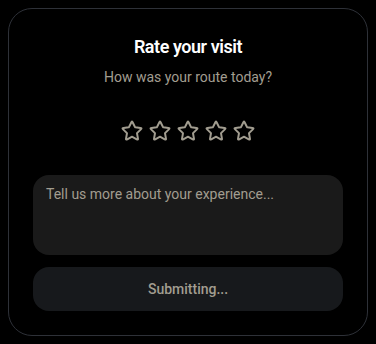 Rate your visit
How was your route today?
Tell us more about your experience...
Submitting...